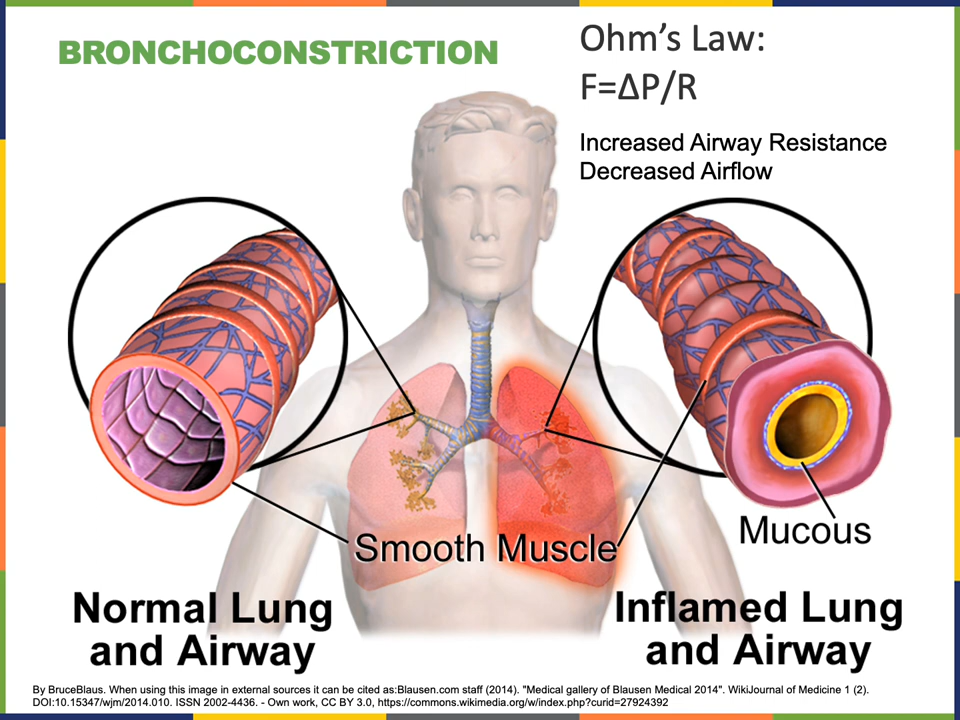 BRONCHOCONSTRICTION
Ohm’s Law:
F=ΔP/R
Increased Airway Resistance
Decreased Airflow
Smooth Muscle
Mucous
Normal Lung
and Airway
Inflamed Lung
and Airway
By BruceBlaus. When using this image in external sources it can be cited as:Blausen.com staff (2014). "Medical gallery of Blausen Medical 2014". WikiJournal of Medicine 1 (2).
DOI:10.15347/wjm/2014.010. ISSN 2002-4436. - Own work, CC BY 3.0, https://commons.wikimedia.org/w/index.php?curid=27924392